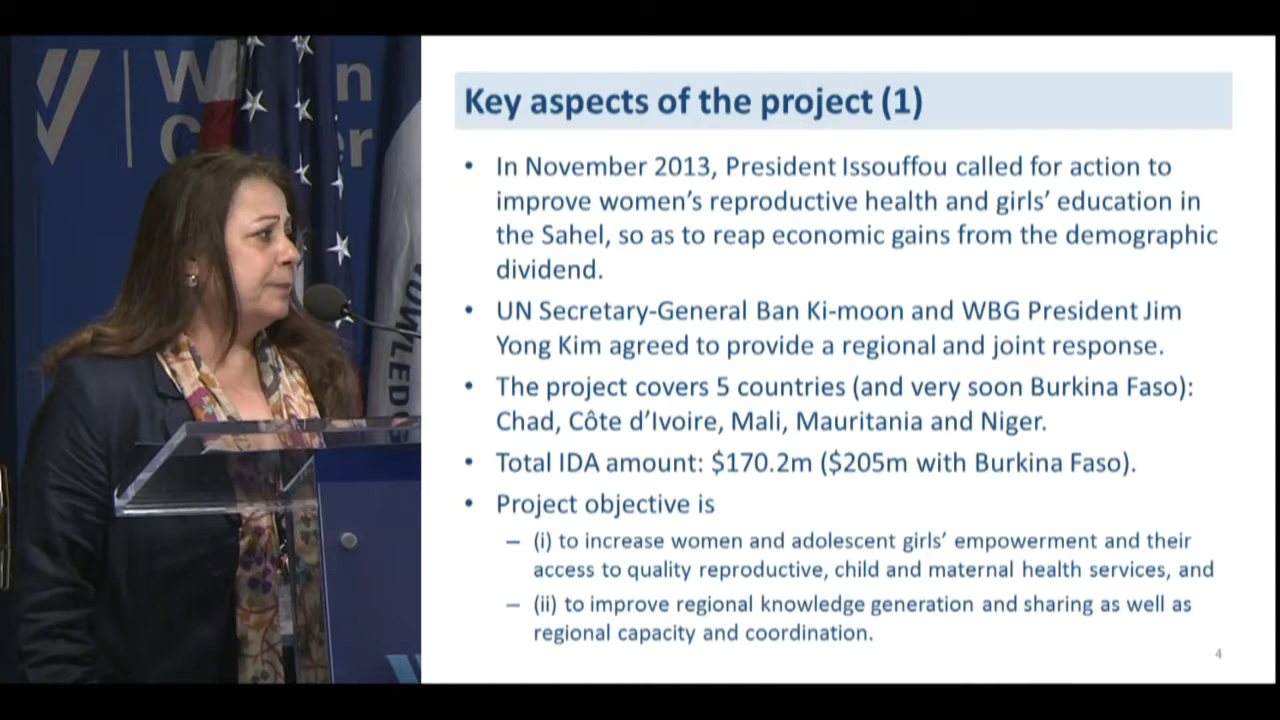 Key aspects of the project (1)
• In November 2013, President Issouffou called for action to
improve women's reproductive health and girls' education in
the Sahel, so as to reap economic gains from the demographic
dividend.
• UN Secretary-General Ban Ki-moon and WBG President Jim
Yong Kim agreed to provide a regional and joint response.
• The project covers 5 countries (and very soon Burkina Faso):
Chad, Côte d'Ivoire, Mali, Mauritania and Niger.
• Total IDA amount: $170.2m ($205m with Burkina Faso).
• Project objective is
– (i) to increase women and adolescent girls' empowerment and their
access to quality reproductive, child and maternal health services, and
– (ii) to improve regional knowledge generation and sharing as well as
regional capacity and coordination.
4